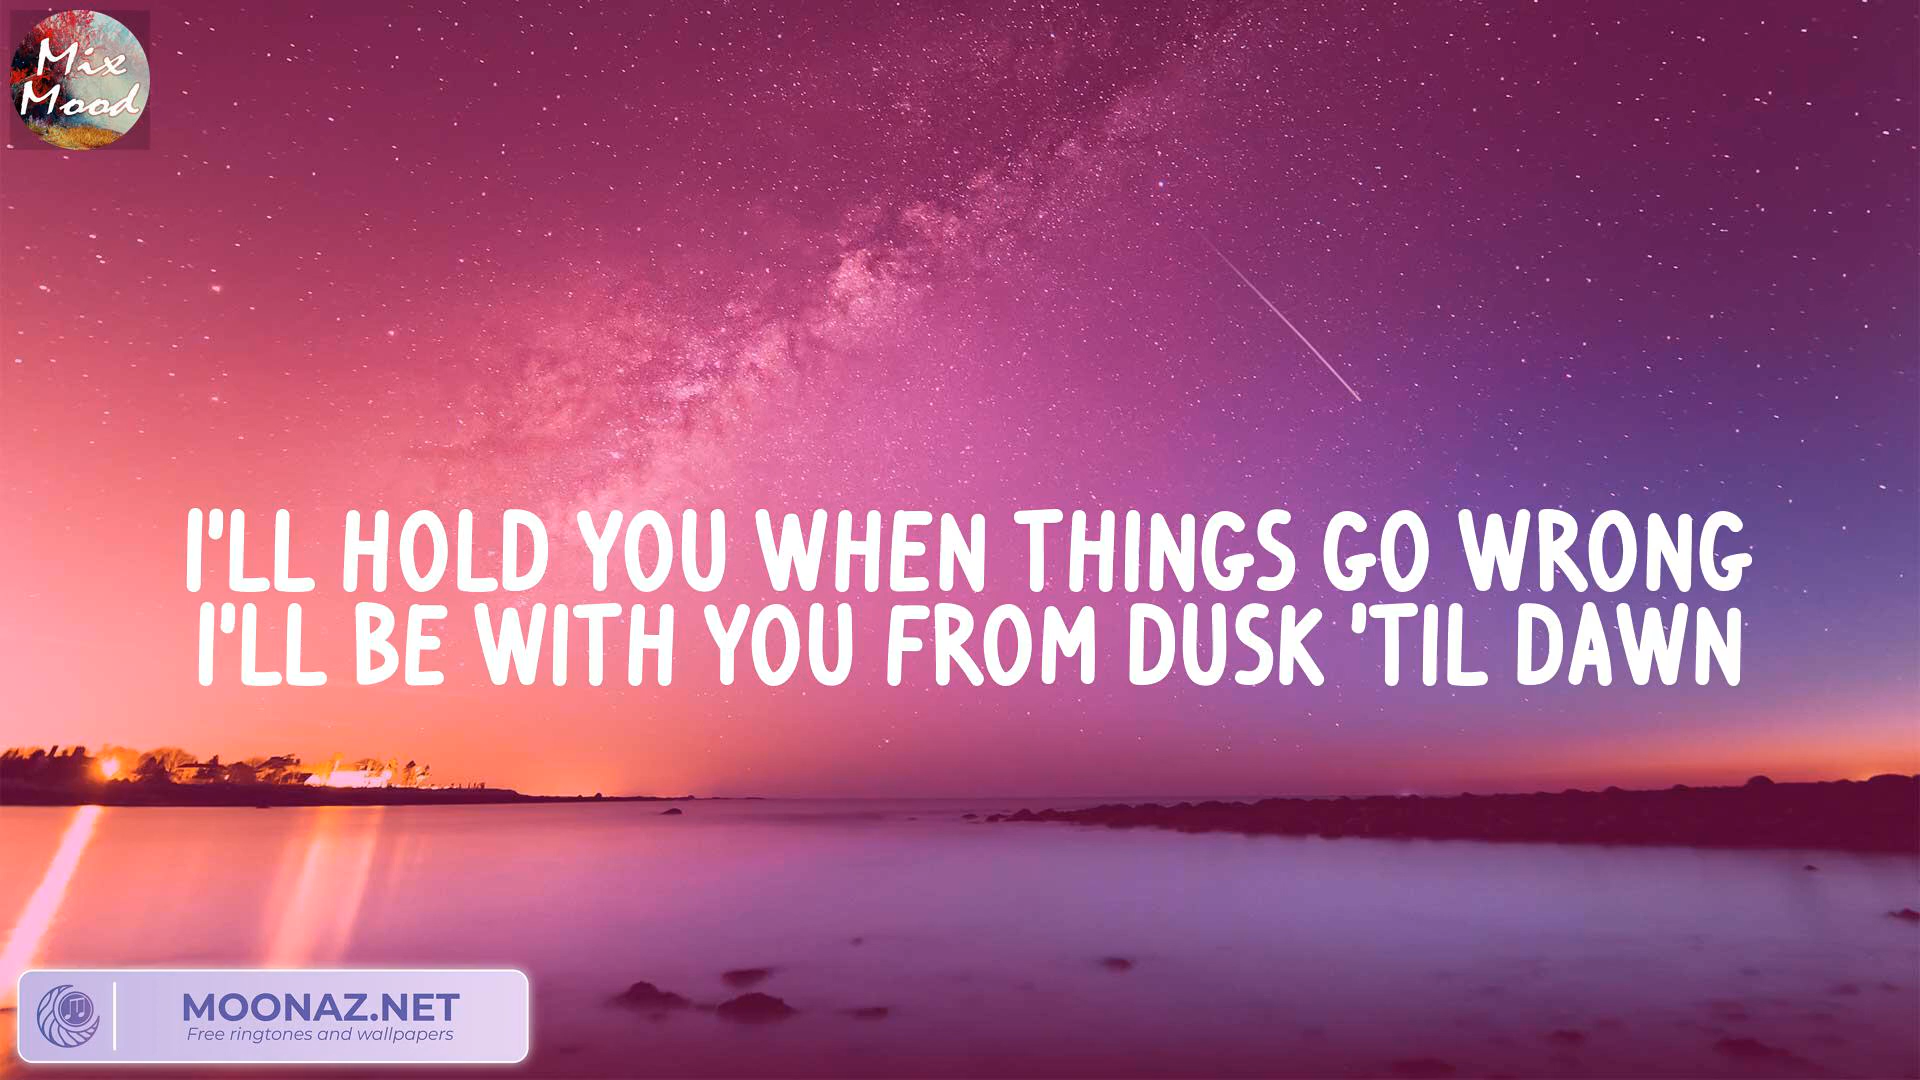 Mix
Mood
I'LL HOLD YOU WHEN THINGS GO WRONG
I'LL BE WITH YOU FROM DUSK 'TIL DAWN
MOONAZ.NET
Free ringtones and wallpapers